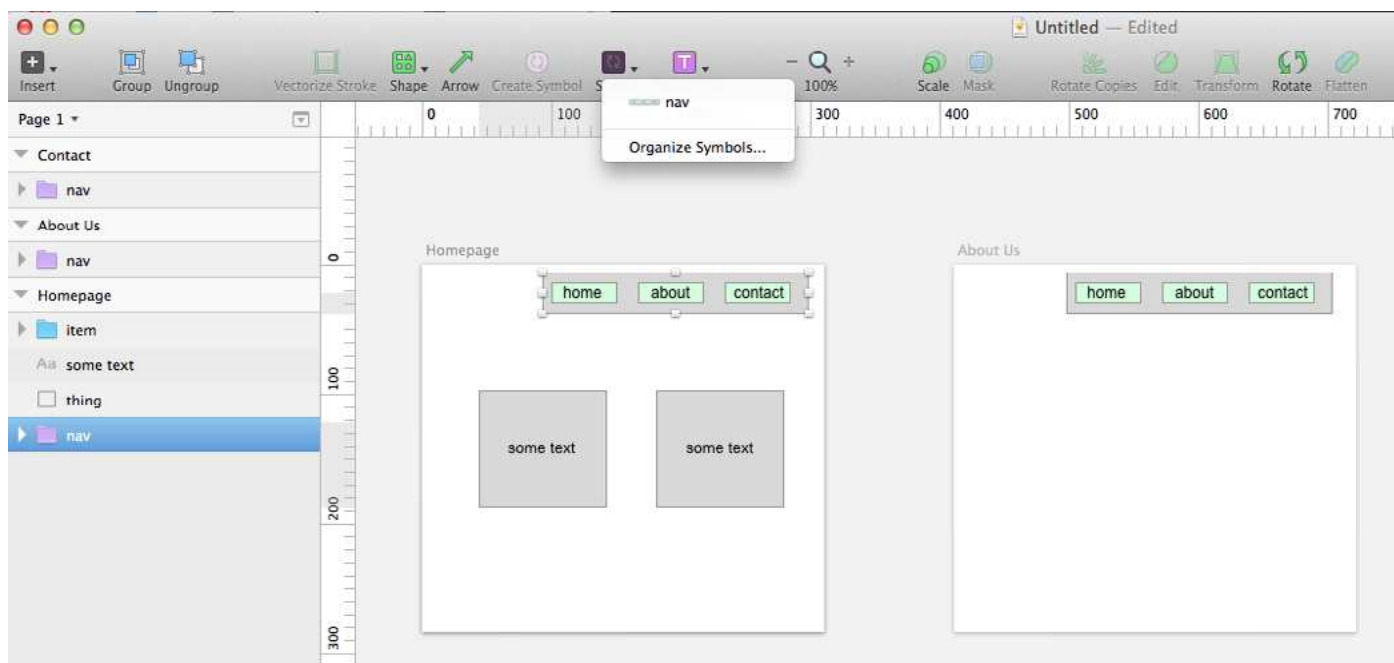 Untitled — Edited
Insert Group Ungroup Vectorize Stroke Shape Arrow Create Symbol 100% Scale Mask Rotate Copies Edit Transform Rotate Flatten
nav
Organize Symbols...
Page 1
0 100 300 400 500 600 700
Contact
nav
About Us
nav
Homepage
item
some text
thing
nav
0
100
200
300
Homepage
home about contact
some text some text
About Us
home about contact